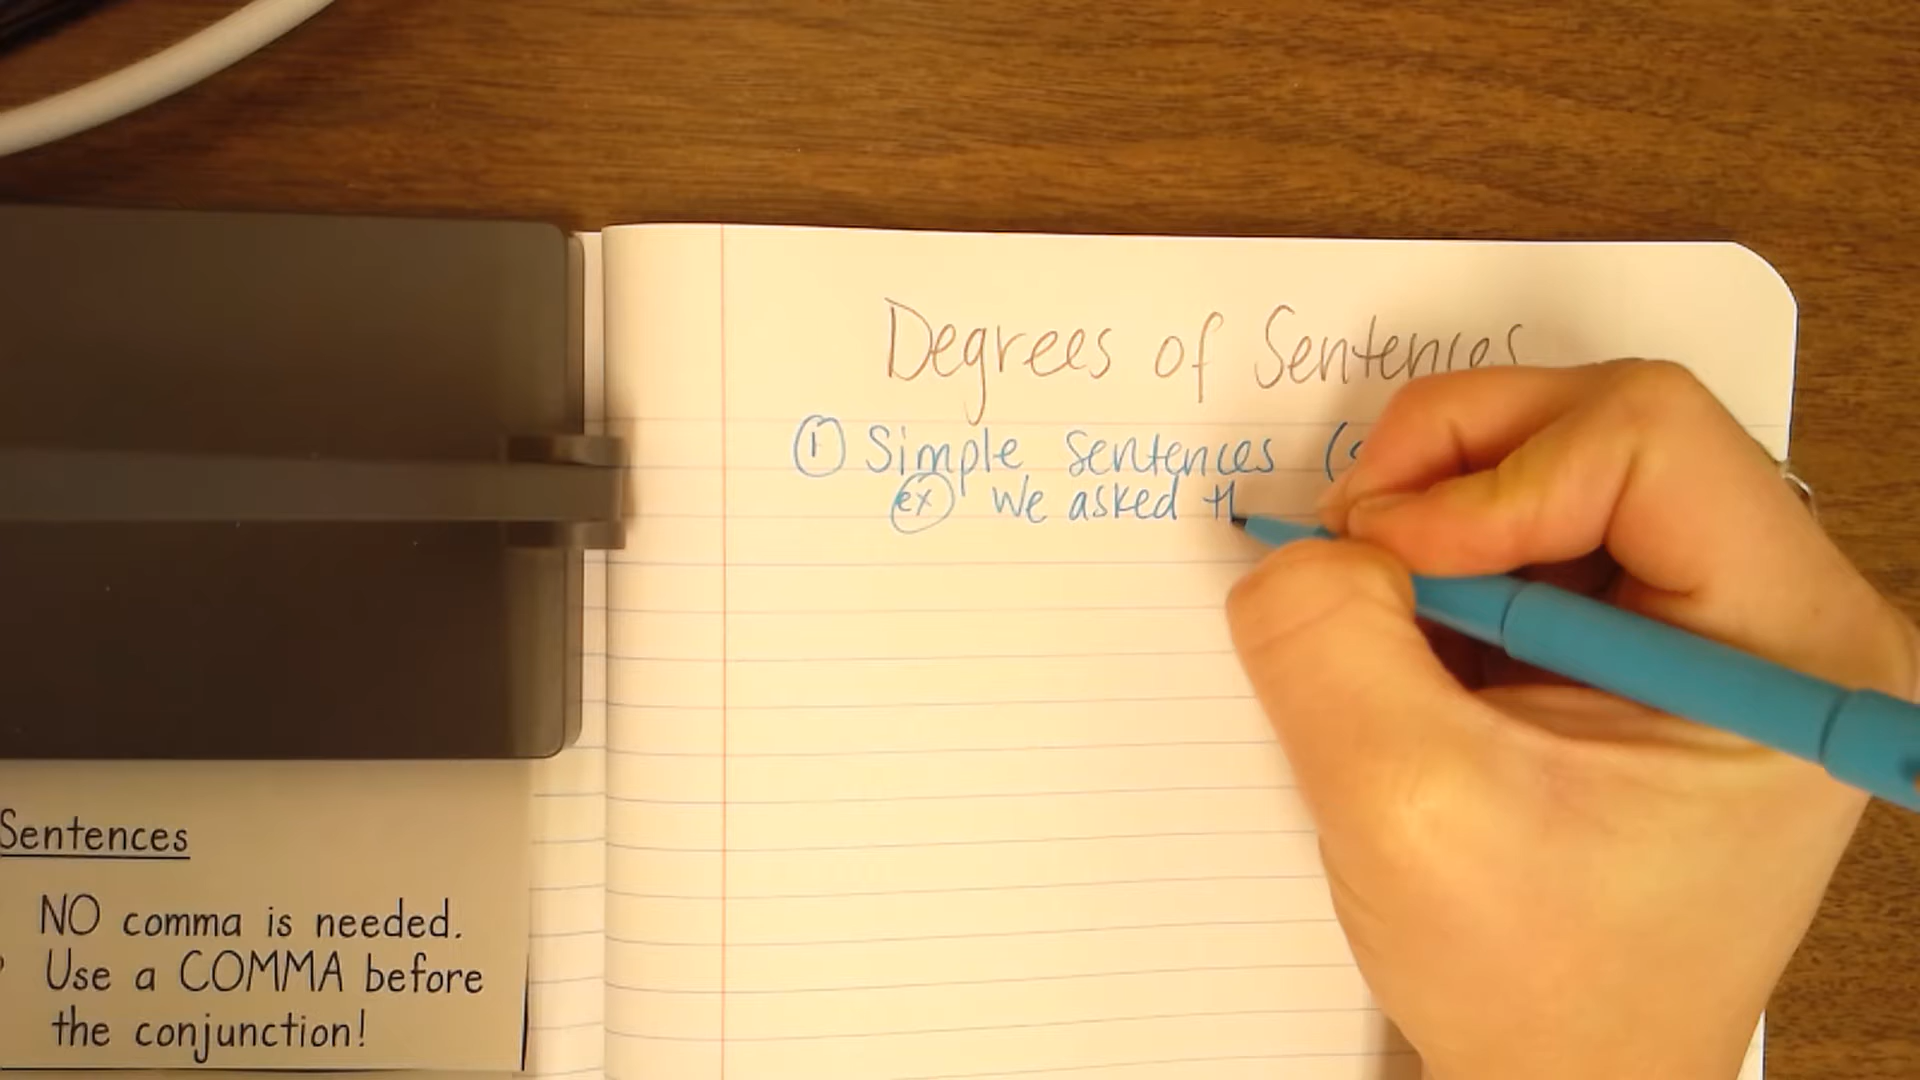 Degrees of Sentences
① Simple Sentences (
ex We asked th
Sentences
NO comma is needed.
Use a COMMA before
the conjunction!